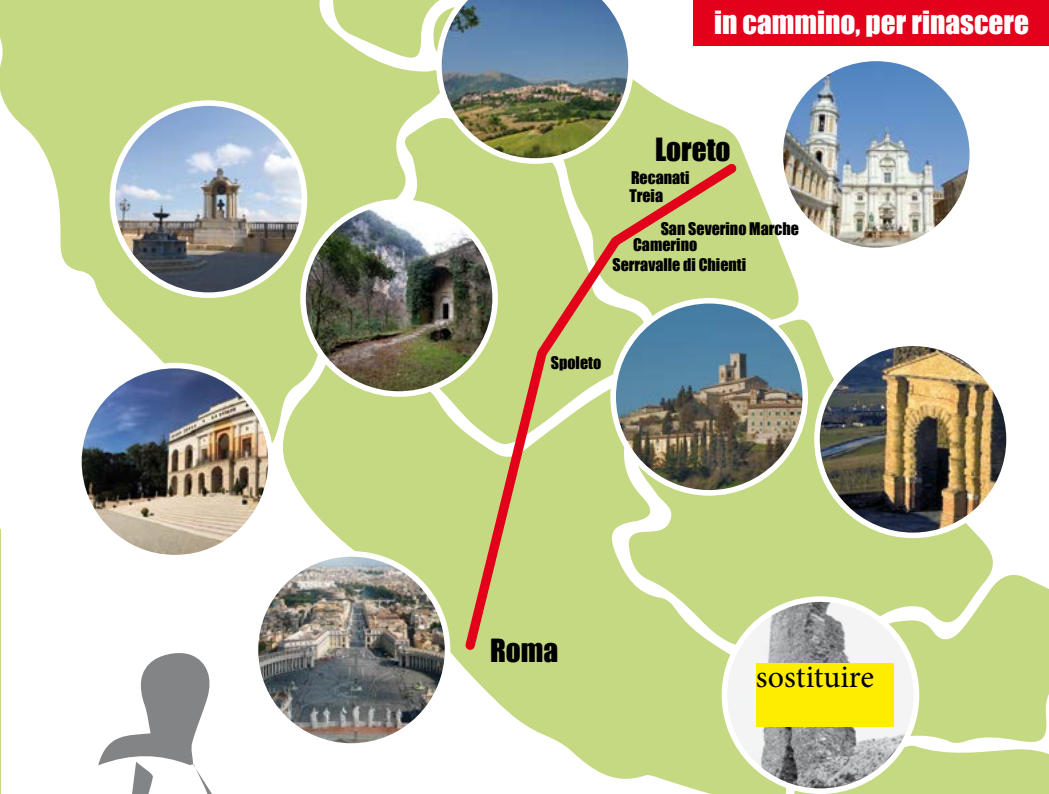 in cammino, per rinascere
Loreto
Recanati
Treia
San Severino Marche
Camerino
Serravalle di Chienti
Spoleto
Roma
sostituire